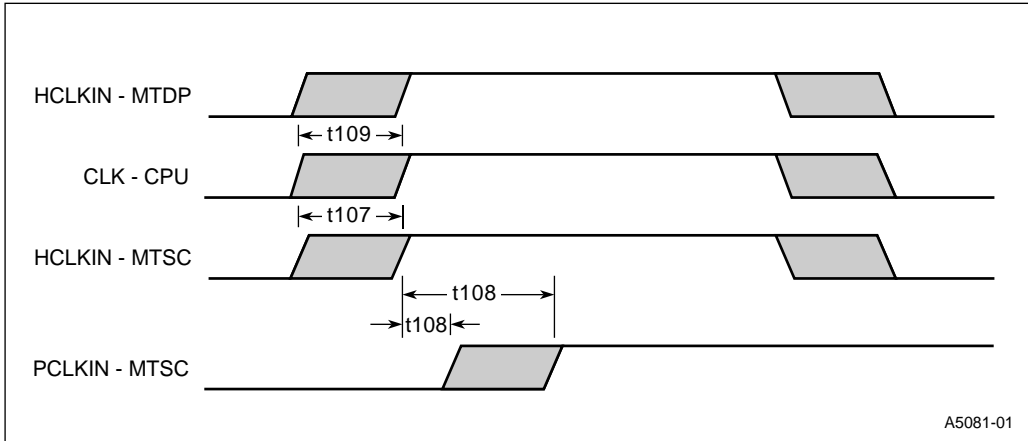 HCLKIN - MTDP
t109
CLK - CPU
t107
HCLKIN - MTSC
t108
t108
PCLKIN - MTSC
A5081-01